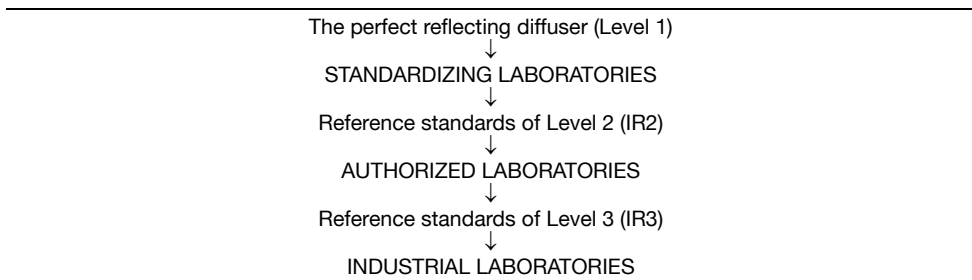 The perfect reflecting diffuser (Level 1)
↓
STANDARDIZING LABORATORIES
↓
Reference standards of Level 2 (IR2)
↓
AUTHORIZED LABORATORIES
↓
Reference standards of Level 3 (IR3)
↓
INDUSTRIAL LABORATORIES